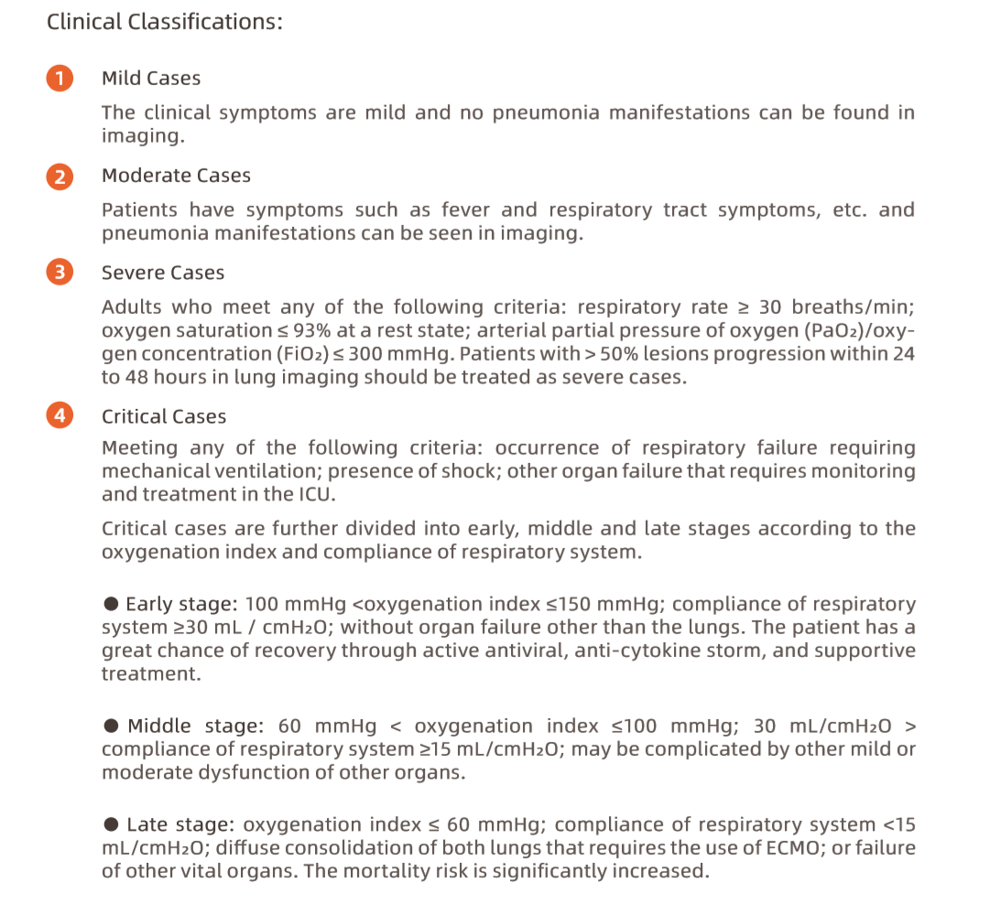 Clinical Classifications:
1 Mild Cases
The clinical symptoms are mild and no pneumonia manifestations can be found in
imaging.
2 Moderate Cases
Patients have symptoms such as fever and respiratory tract symptoms, etc. and
pneumonia manifestations can be seen in imaging.
3 Severe Cases
Adults who meet any of the following criteria: respiratory rate ≥ 30 breaths/min;
oxygen saturation ≤ 93% at a rest state; arterial partial pressure of oxygen (PaO₂)/oxy-
gen concentration (FiO₂) ≤ 300 mmHg. Patients with > 50% lesions progression within 24
to 48 hours in lung imaging should be treated as severe cases.
4 Critical Cases
Meeting any of the following criteria: occurrence of respiratory failure requiring
mechanical ventilation; presence of shock; other organ failure that requires monitoring
and treatment in the ICU.
Critical cases are further divided into early, middle and late stages according to the
oxygenation index and compliance of respiratory system.
● Early stage: 100 mmHg <oxygenation index ≤150 mmHg; compliance of respiratory
system ≥30 mL / cmH₂O; without organ failure other than the lungs. The patient has a
great chance of recovery through active antiviral, anti-cytokine storm, and supportive
treatment.
● Middle stage: 60 mmHg < oxygenation index ≤100 mmHg; 30 mL/cmH₂O >
compliance of respiratory system ≥15 mL/cmH₂O; may be complicated by other mild or
moderate dysfunction of other organs.
● Late stage: oxygenation index ≤ 60 mmHg; compliance of respiratory system <15
mL/cmH₂O; diffuse consolidation of both lungs that requires the use of ECMO; or failure
of other vital organs. The mortality risk is significantly increased.